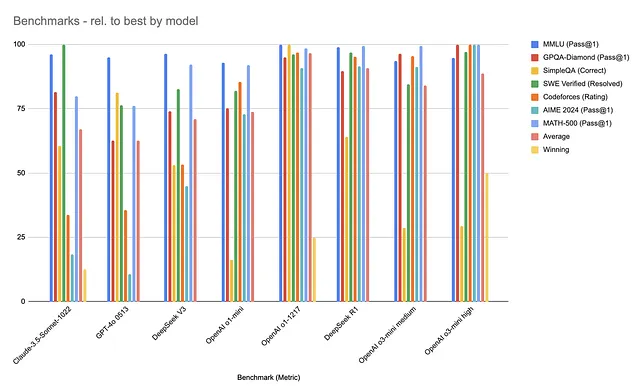 Benchmarks - rel. to best by model
100
75
50
25
0
MMLU (Pass@1)
GPQA-Diamond (Pass@1)
SimpleQA (Correct)
SWE Verified (Resolved)
Codeforces (Rating)
AIME 2024 (Pass@1)
MATH-500 (Pass@1)
Average
Winning
Claude-3.5-Sonnet-1022
GPT-4o 0513
DeepSeek V3
OpenAI o1-mini
OpenAI o1-1217
DeepSeek R1
OpenAI o3-mini medium
OpenAI o3-mini high
Benchmark (Metric)